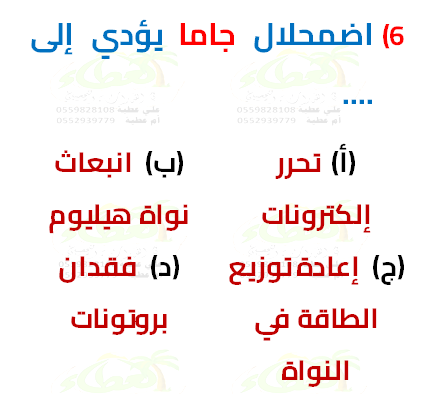 6) اضمحلال جاما يؤدي إلى
....
(أ) تحرر
إلكترونات
(ب) انبعاث
نواة هيليوم
(ج) إعادة توزيع
الطاقة في
النواة
(د) فقدان
بروتونات
علي عطية 0559828108
أم عطية 0552939779